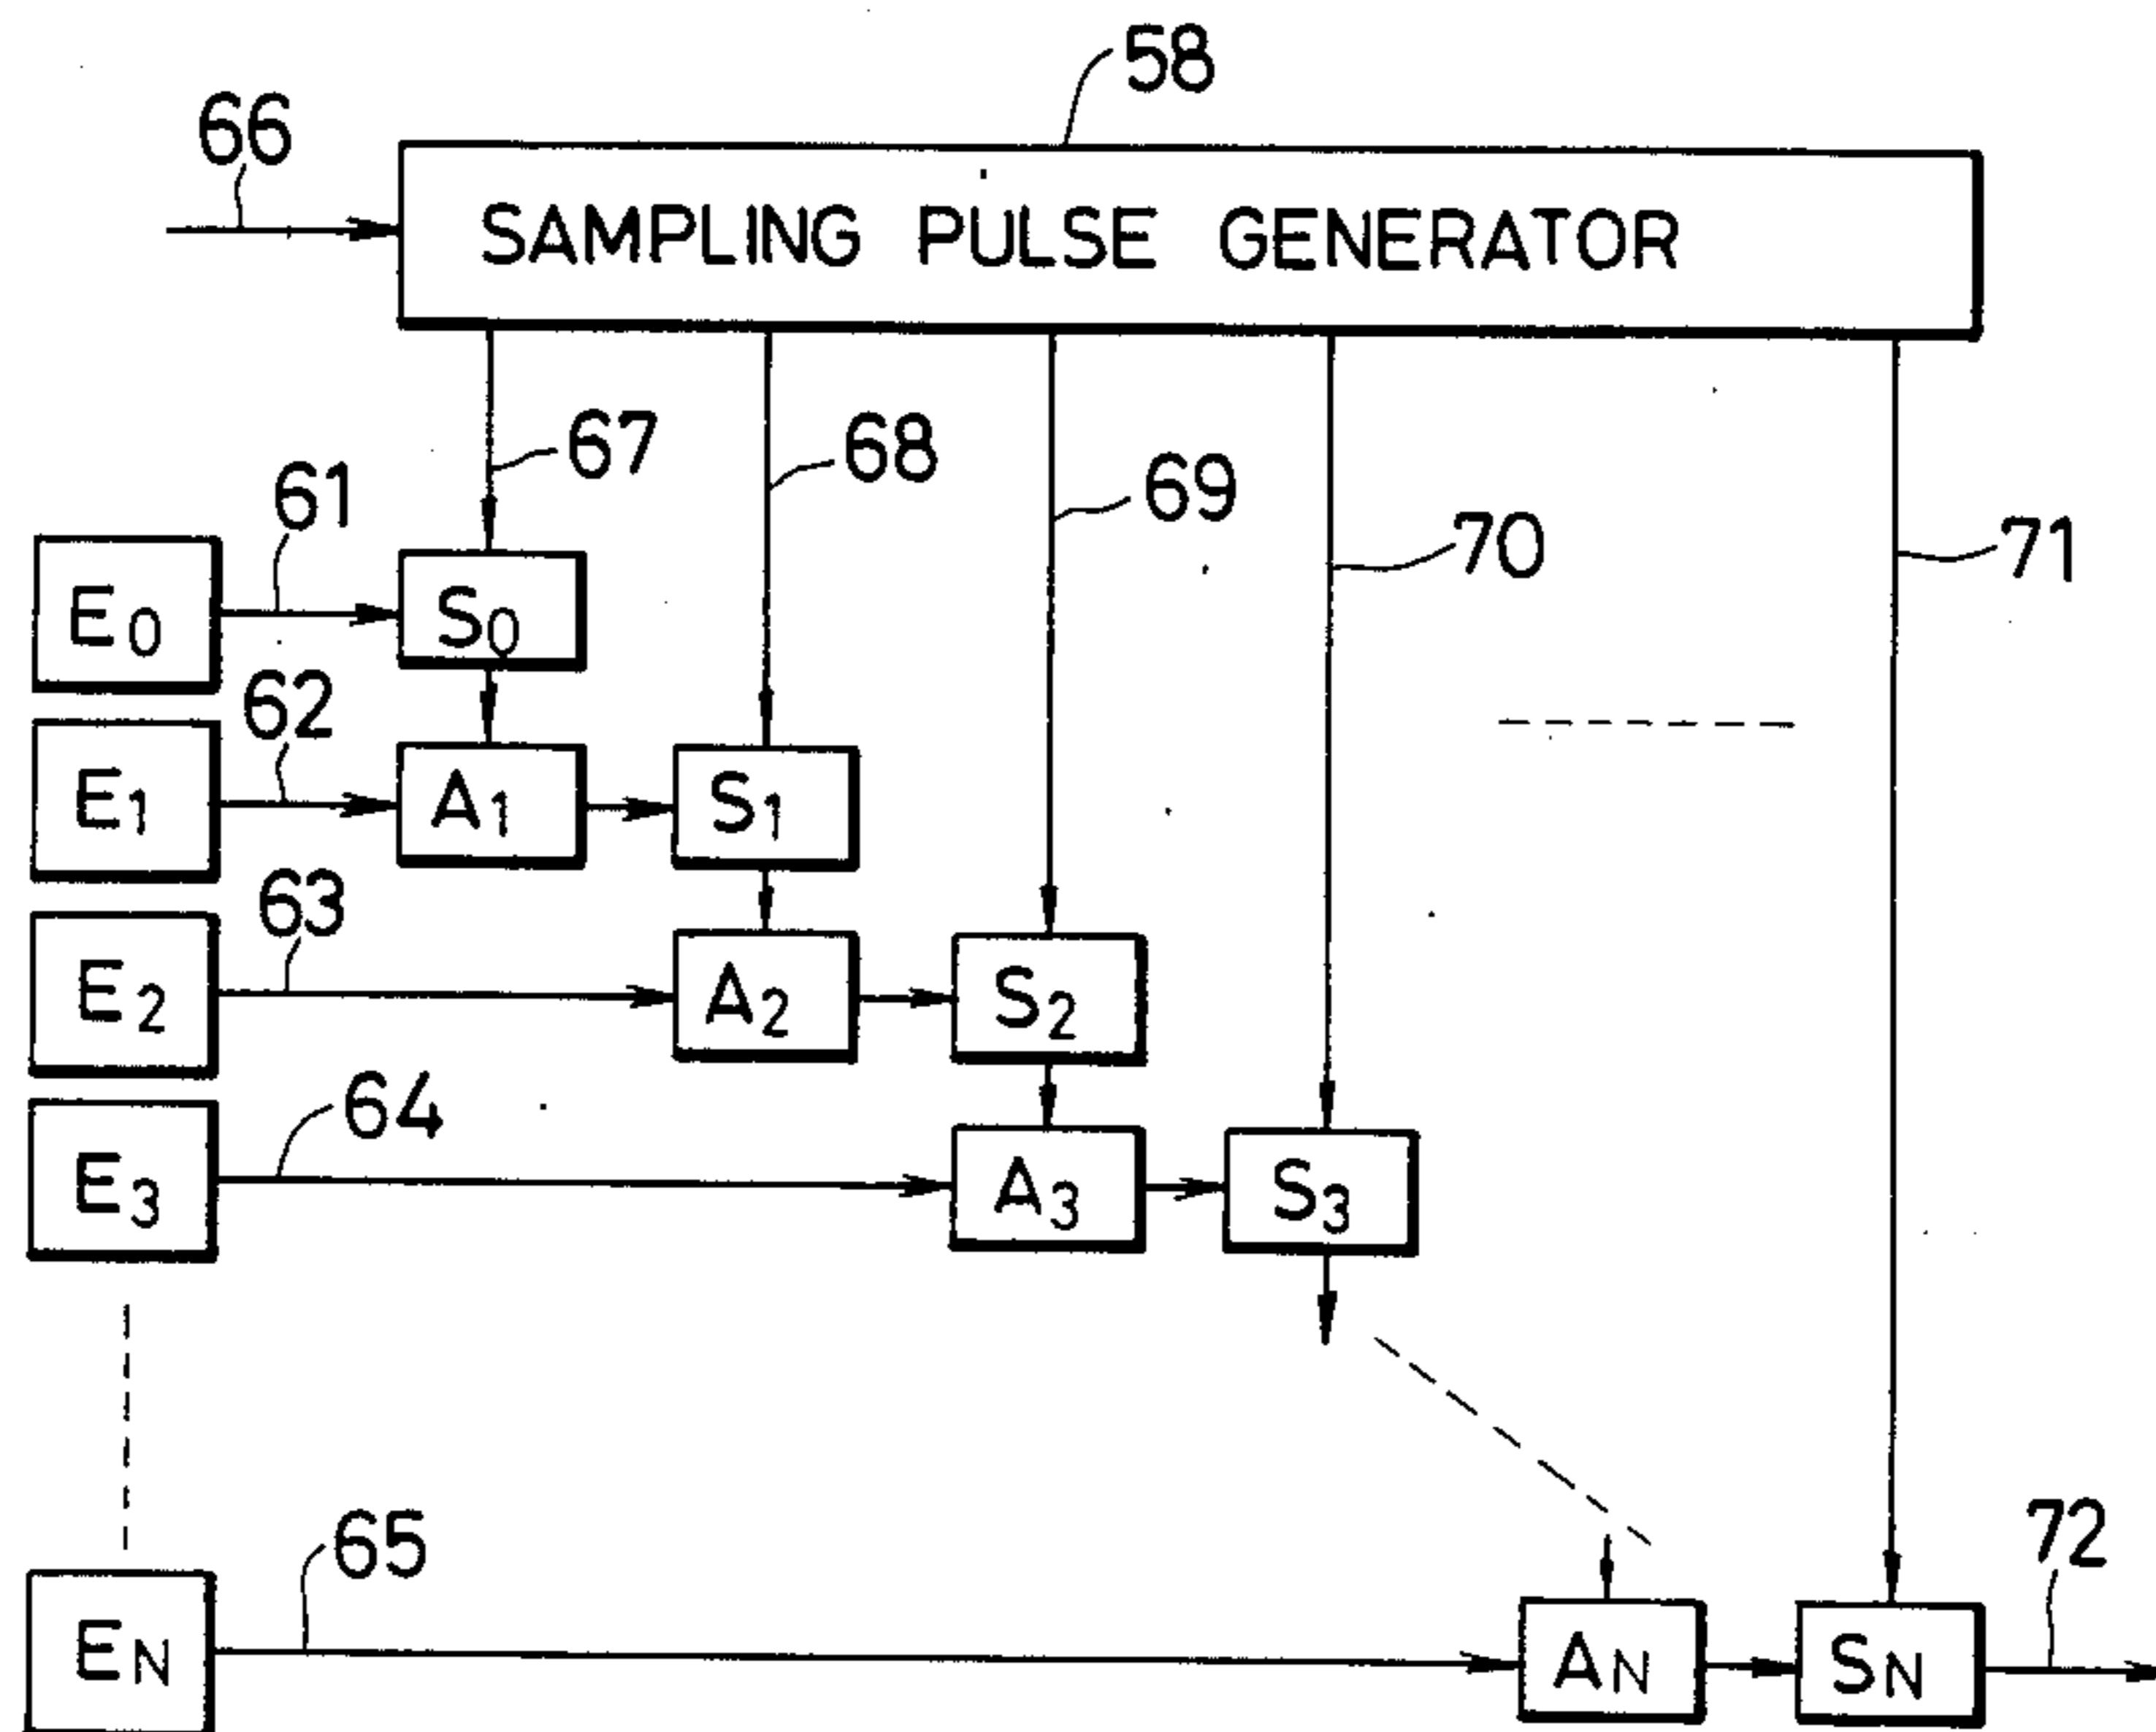 58
66
SAMPLING PULSE GENERATOR
67
68
69
70
71
61
E0
S0
62
E1
A1
S1
63
E2
A2
S2
64
E3
A3
S3
65
72
EN
AN
SN